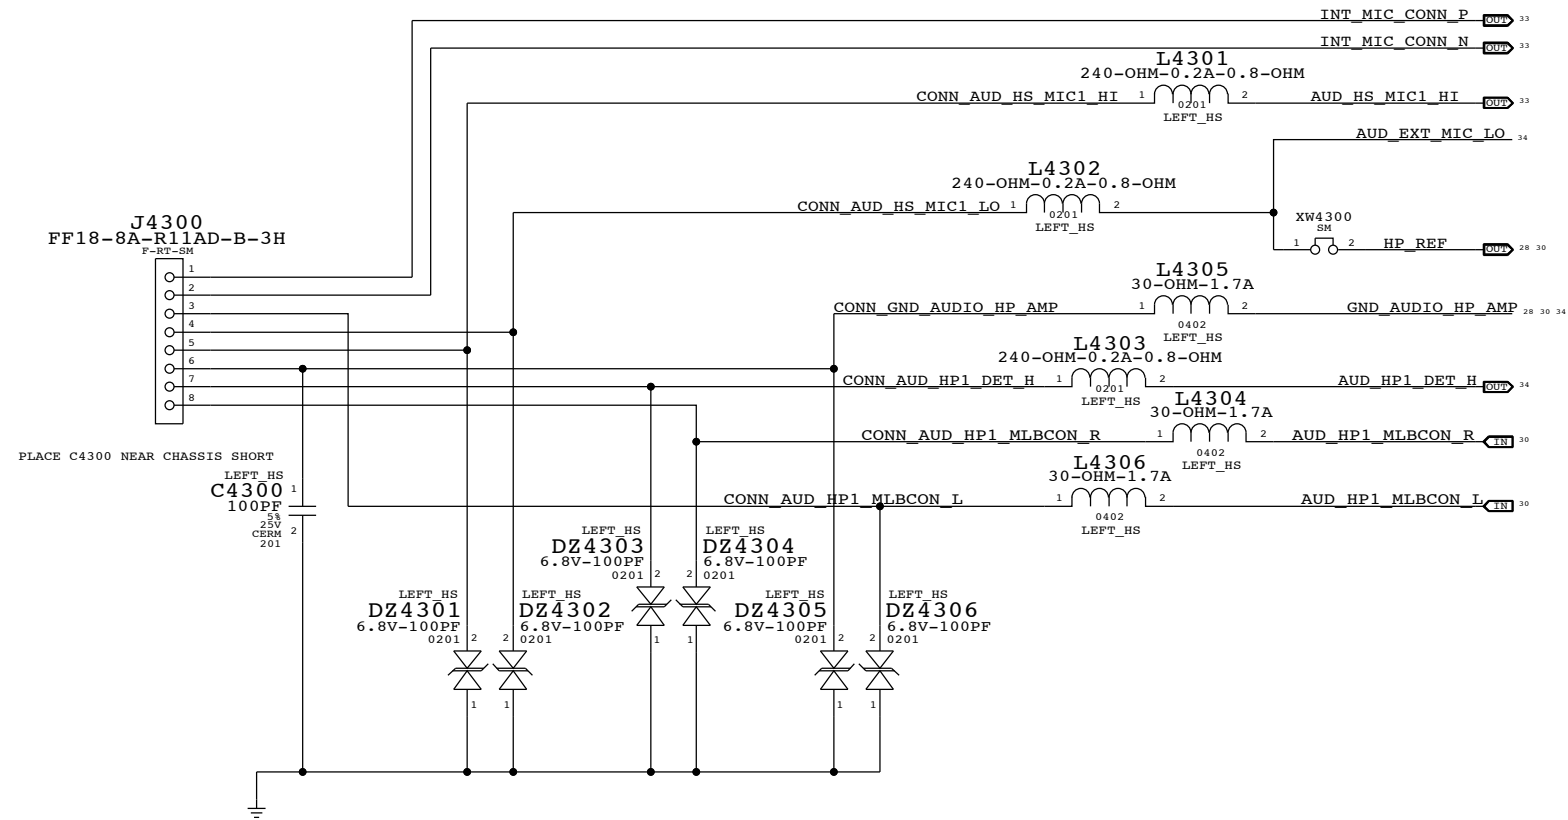 INT_MIC_CONN_P OUT 33
INT_MIC_CONN_N OUT 33
L4301
240-OHM-0.2A-0.8-OHM
CONN_AUD_HS_MIC1_HI 1 2 AUD_HS_MIC1_HI OUT 33
0201
LEFT_HS
AUD_EXT_MIC_LO 34
L4302
240-OHM-0.2A-0.8-OHM
CONN_AUD_HS_MIC1_LO 1 2
0201
LEFT_HS
XW4300
SM
1 2 HP_REF OUT 28 30
J4300
FF18-8A-R11AD-B-3H
F-RT-SM
1
2
3
4
5
6
7
8
L4305
30-OHM-1.7A
CONN_GND_AUDIO_HP_AMP 1 2 GND_AUDIO_HP_AMP 28 30 34
0402
LEFT_HS
L4303
240-OHM-0.2A-0.8-OHM
CONN_AUD_HP1_DET_H 1 2 AUD_HP1_DET_H OUT 34
0201
LEFT_HS
L4304
30-OHM-1.7A
CONN_AUD_HP1_MLBCON_R 1 2 AUD_HP1_MLBCON_R IN 30
0402
LEFT_HS
L4306
30-OHM-1.7A
CONN_AUD_HP1_MLBCON_L 1 2 AUD_HP1_MLBCON_L IN 30
0402
LEFT_HS
PLACE C4300 NEAR CHASSIS SHORT
LEFT_HS
C4300 1
100PF
5%
25V
CERM 2
201
LEFT_HS
DZ4303
6.8V-100PF
0201 2
1
LEFT_HS
DZ4304
6.8V-100PF
2 0201
1
LEFT_HS
DZ4301
6.8V-100PF
0201 2
1
LEFT_HS
DZ4302
6.8V-100PF
2 0201
1
LEFT_HS
DZ4305
6.8V-100PF
0201 2
1
LEFT_HS
DZ4306
6.8V-100PF
2 0201
1